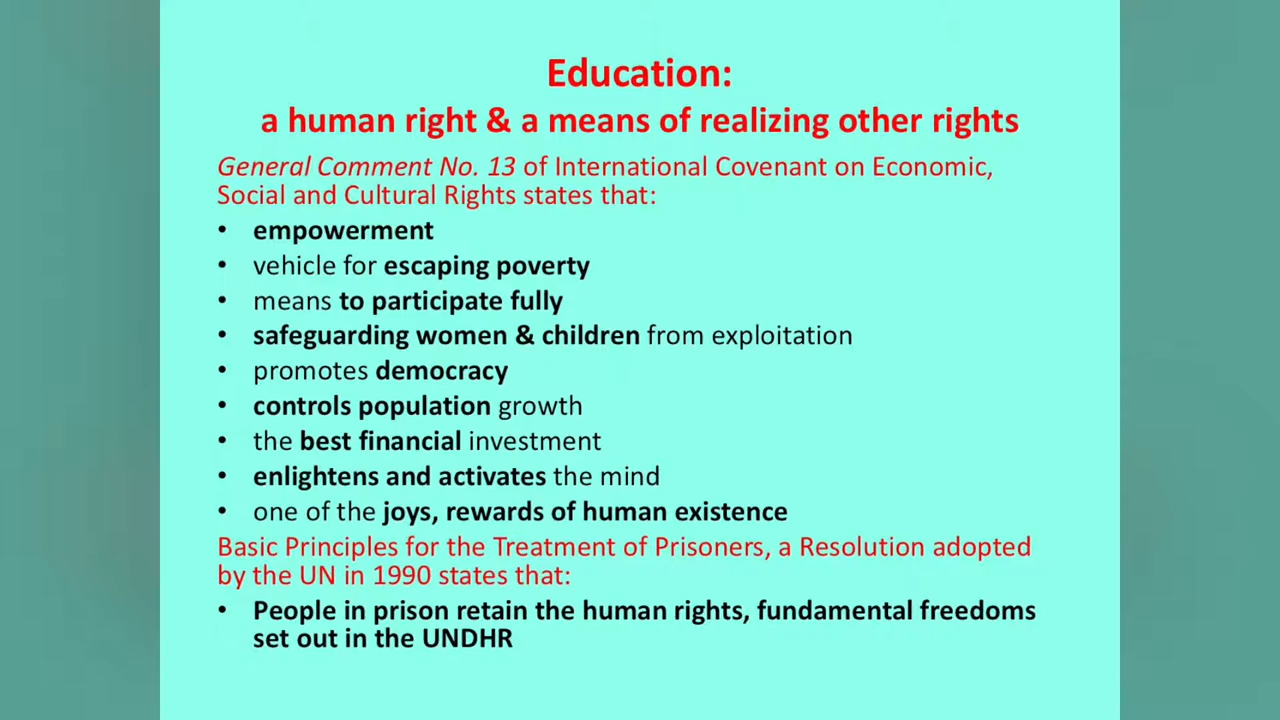 Education:
a human right & a means of realizing other rights
General Comment No. 13 of International Covenant on Economic,
Social and Cultural Rights states that:
• empowerment
• vehicle for escaping poverty
• means to participate fully
• safeguarding women & children from exploitation
• promotes democracy
• controls population growth
• the best financial investment
• enlightens and activates the mind
• one of the joys, rewards of human existence
Basic Principles for the Treatment of Prisoners, a Resolution adopted
by the UN in 1990 states that:
• People in prison retain the human rights, fundamental freedoms
set out in the UNDHR